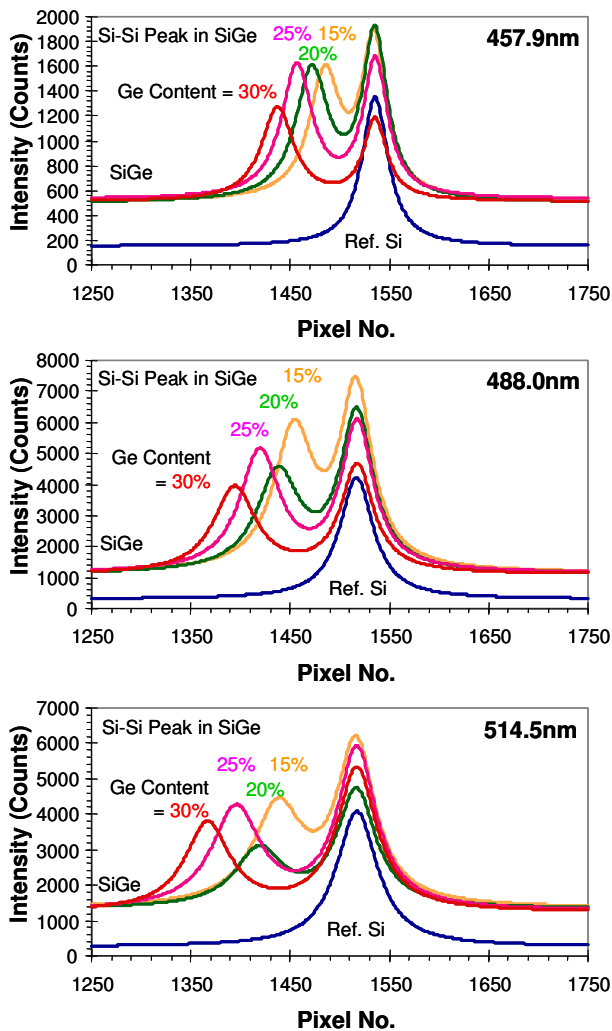 2000
1800
1600
1400
1200
1000
800
600
400
200
0
Intensity (Counts)
Si-Si Peak in SiGe
25% 15%
20%
457.9nm
Ge Content = 30%
SiGe
Ref. Si
1250 1350 1450 1550 1650 1750
Pixel No.
8000
7000
6000
5000
4000
3000
2000
1000
0
Intensity (Counts)
Si-Si Peak in SiGe
15%
488.0nm
20%
25%
Ge Content
= 30%
SiGe
Ref. Si
1250 1350 1450 1550 1650 1750
Pixel No.
7000
6000
5000
4000
3000
2000
1000
0
Intensity (Counts)
Si-Si Peak in SiGe
514.5nm
25% 15%
Ge Content 20%
= 30%
SiGe
Ref. Si
1250 1350 1450 1550 1650 1750
Pixel No.